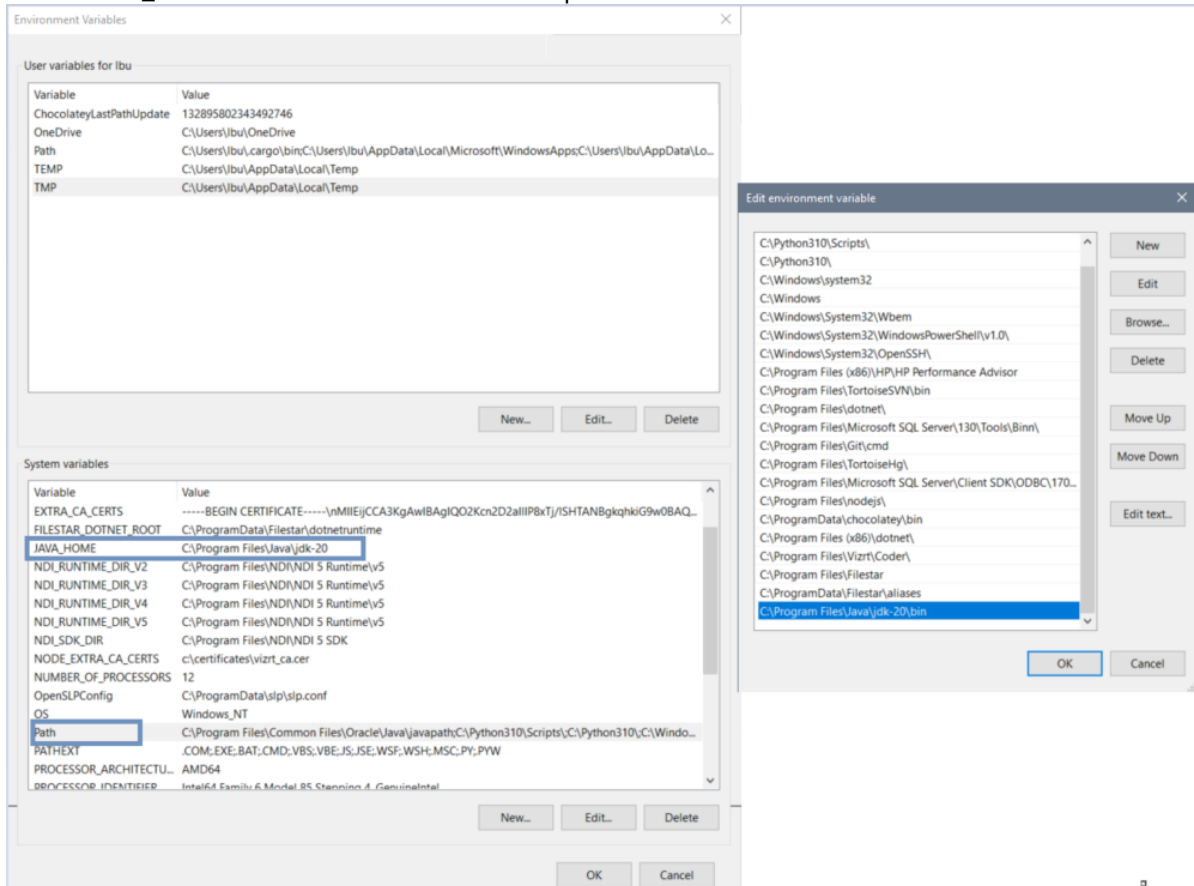 Environment Variables
User variables for lbu
Variable Value
ChocolateyLastPathUpdate 132895802343492746
OneDrive C:\Users\lbu\OneDrive
Path C:\Users\lbu\.cargo\bin;C:\Users\lbu\AppData\Local\Microsoft\WindowsApps;C:\Users\lbu\AppData\Lo...
TEMP C:\Users\lbu\AppData\Local\Temp
TMP C:\Users\lbu\AppData\Local\Temp
New... Edit... Delete
System variables
Variable Value
EXTRA_CA_CERTS -----BEGIN CERTIFICATE-----\nMIIEijCCA3KgAwIBAgIQO2Kcn2D2aIIIP8xTj/ISHTANBgkqhkiG9w0BAQ...
FILESTAR_DOTNET_ROOT C:\ProgramData\Filestar\dotnetruntime
JAVA_HOME C:\Program Files\Java\jdk-20
NDI_RUNTIME_DIR_V2 C:\Program Files\NDI\NDI 5 Runtime\v5
NDI_RUNTIME_DIR_V3 C:\Program Files\NDI\NDI 5 Runtime\v5
NDI_RUNTIME_DIR_V4 C:\Program Files\NDI\NDI 5 Runtime\v5
NDI_RUNTIME_DIR_V5 C:\Program Files\NDI\NDI 5 Runtime\v5
NDI_SDK_DIR C:\Program Files\NDI\NDI 5 SDK
NODE_EXTRA_CA_CERTS c:\certificates\vizrt_ca.cer
NUMBER_OF_PROCESSORS 12
OpenSLPConfig C:\ProgramData\slp\slp.conf
OS Windows_NT
Path C:\Program Files\Common Files\Oracle\Java\javapath;C:\Python310\Scripts\;C:\Python310\;C:\Windo...
PATHEXT .COM;.EXE;.BAT;.CMD;.VBS;.VBE;.JS;.JSE;.WSF;.WSH;.MSC;.PY;.PYW
PROCESSOR_ARCHITECTU... AMD64
PROCESSOR_IDENTIFIER Intel64 Family 6 Model 85 Stepping 4, GenuineIntel
New... Edit... Delete
OK Cancel
Edit environment variable
C:\Python310\Scripts\
C:\Python310\
C:\Windows\system32
C:\Windows
C:\Windows\System32\Wbem
C:\Windows\System32\WindowsPowerShell\v1.0\
C:\Windows\System32\OpenSSH\
C:\Program Files (x86)\HP\HP Performance Advisor
C:\Program Files\TortoiseSVN\bin
C:\Program Files\dotnet\
C:\Program Files\Microsoft SQL Server\130\Tools\Binn\
C:\Program Files\Git\cmd
C:\Program Files\TortoiseHg\
C:\Program Files\Microsoft SQL Server\Client SDK\ODBC\170...
C:\Program Files\nodejs\
C:\ProgramData\chocolatey\bin
C:\Program Files (x86)\dotnet\
C:\Program Files\Vizrt\Coder\
C:\Program Files\Filestar
C:\ProgramData\Filestar\aliases
C:\Program Files\Java\jdk-20\bin
New
Edit
Browse...
Delete
Move Up
Move Down
Edit text...
OK Cancel